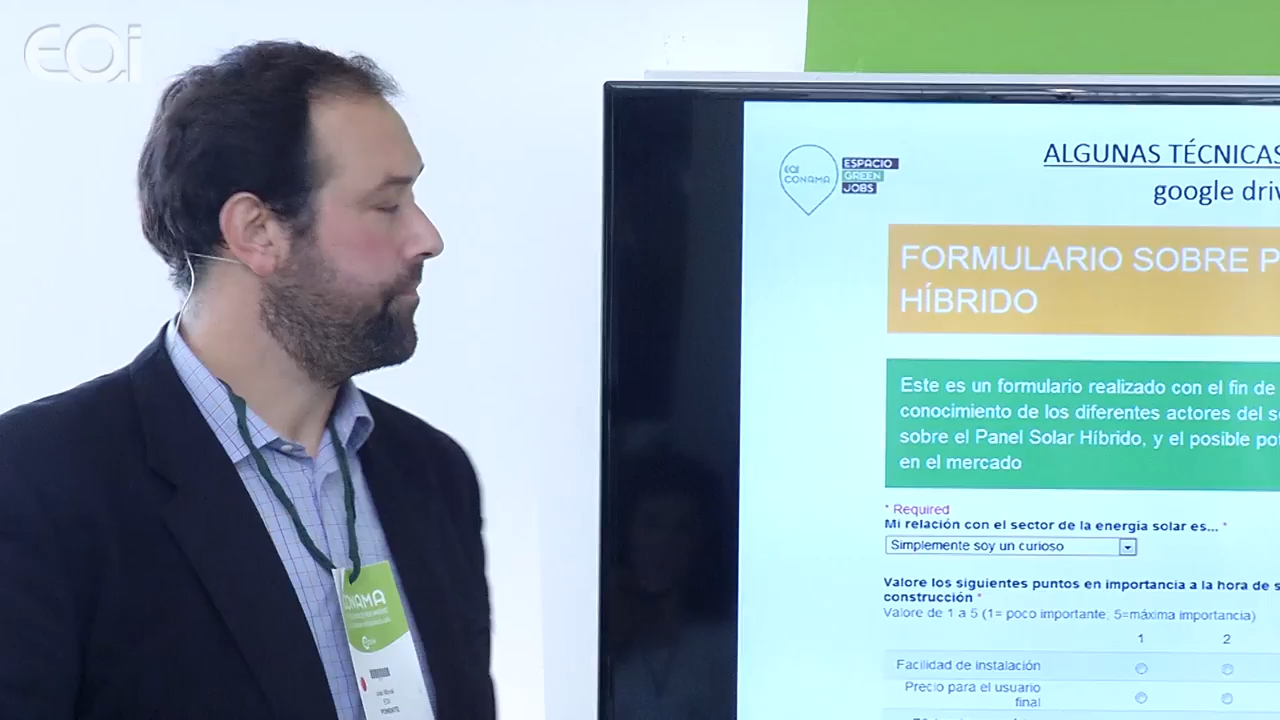 EOI
EOI
CONAMA
ESPACIO
GREEN
JOBS
ALGUNAS TÉCNICAS
google driv
FORMULARIO SOBRE P
HÍBRIDO
Este es un formulario realizado con el fin de
conocimiento de los diferentes actores del s
sobre el Panel Solar Híbrido, y el posible po
en el mercado
* Required
Mi relación con el sector de la energia solar es... *
Simplemente soy un curioso
Valore los siguientes puntos en importancia a la hora de s
construcción *
Valore de 1 a 5 (1= poco importante, 5=máxima importancia)
1 2
Facilidad de instalación
Precio para el usuario
final
CONAMA
EOI
PONENTE